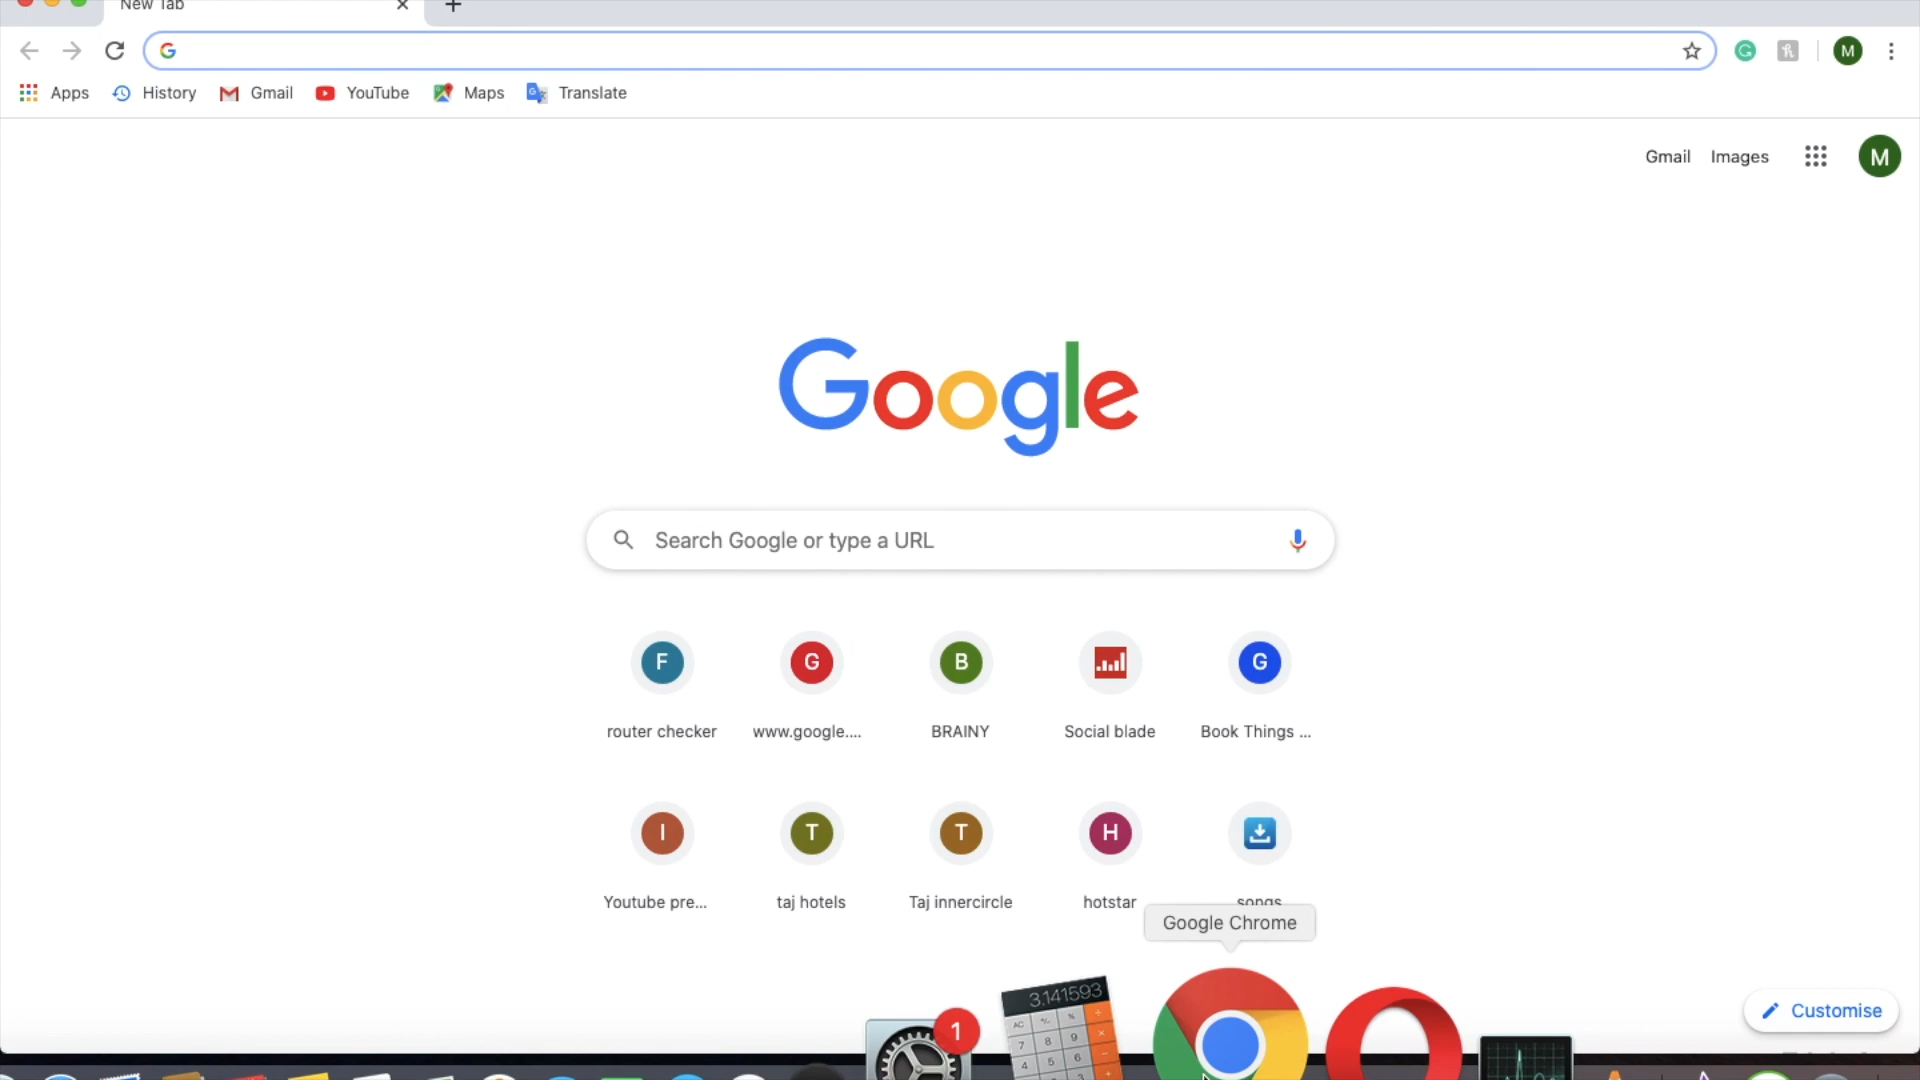 New Tab
M
Apps History Gmail YouTube Maps Translate
Gmail Images M
Google
Search Google or type a URL
F G B G
router checker www.google.... BRAINY Social blade Book Things ...
I T T H
Youtube pre... taj hotels Taj innercircle hotstar songs
Google Chrome
3.141593
Customise
1
AC % ÷
7 8 9 ×
4 5 6 −